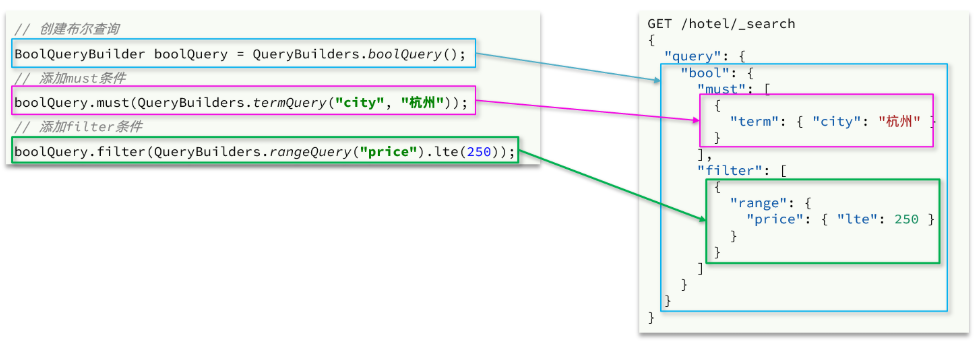 // 创建布尔查询
BoolQueryBuilder boolQuery = QueryBuilders.boolQuery();
// 添加must条件
boolQuery.must(QueryBuilders.termQuery("city", "杭州"));
// 添加filter条件
boolQuery.filter(QueryBuilders.rangeQuery("price").lte(250));
GET /hotel/_search
{
  "query": {
    "bool": {
      "must": [
        {
          "term": { "city": "杭州" }
        }
      ],
      "filter": [
        {
          "range": {
            "price": { "lte": 250 }
          }
        }
      ]
    }
  }
}